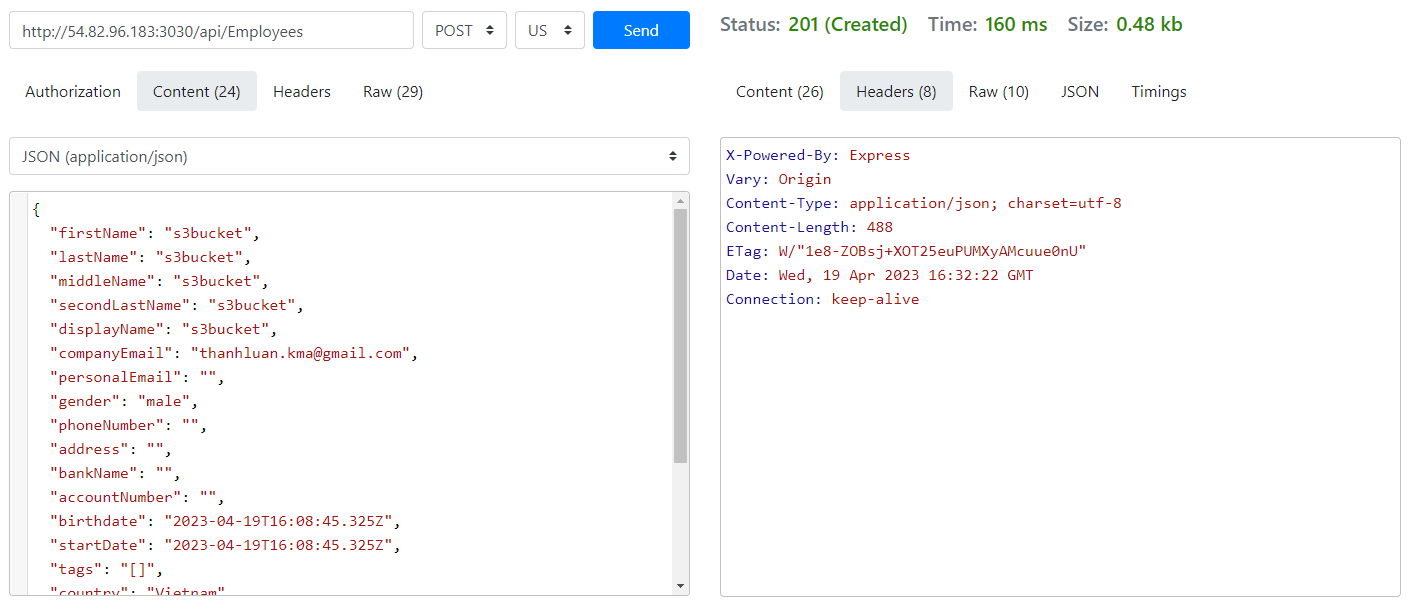 http://54.82.96.183:3030/api/Employees POST US Send
Status: 201 (Created) Time: 160 ms Size: 0.48 kb
Authorization Content (24) Headers Raw (29)
Content (26) Headers (8) Raw (10) JSON Timings
JSON (application/json)
{
"firstName": "s3bucket",
"lastName": "s3bucket",
"middleName": "s3bucket",
"secondLastName": "s3bucket",
"displayName": "s3bucket",
"companyEmail": "thanhluan.kma@gmail.com",
"personalEmail": "",
"gender": "male",
"phoneNumber": "",
"address": "",
"bankName": "",
"accountNumber": "",
"birthdate": "2023-04-19T16:08:45.325Z",
"startDate": "2023-04-19T16:08:45.325Z",
"tags": "[]",
"country": "Vietnam"
X-Powered-By: Express
Vary: Origin
Content-Type: application/json; charset=utf-8
Content-Length: 488
ETag: W/"1e8-ZOBsj+XOT25euPUMXyAMcuue0nU"
Date: Wed, 19 Apr 2023 16:32:22 GMT
Connection: keep-alive